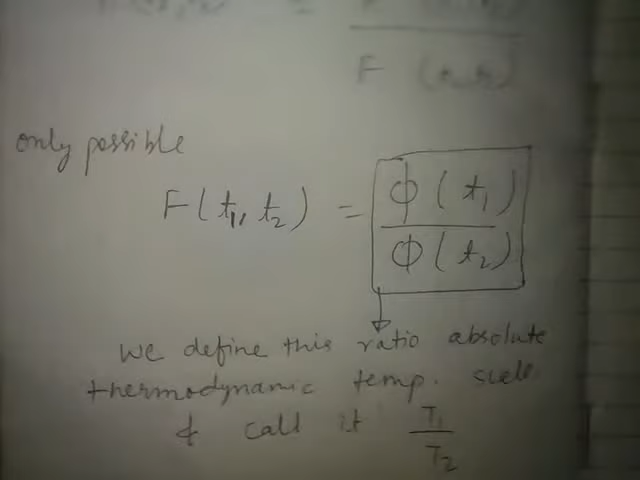 F
only possible
F(t₁, t₂) = ϕ(t₁) / ϕ(t₂)
We define this ratio absolute
thermodynamic temp. scale
& call it T₁ / T₂